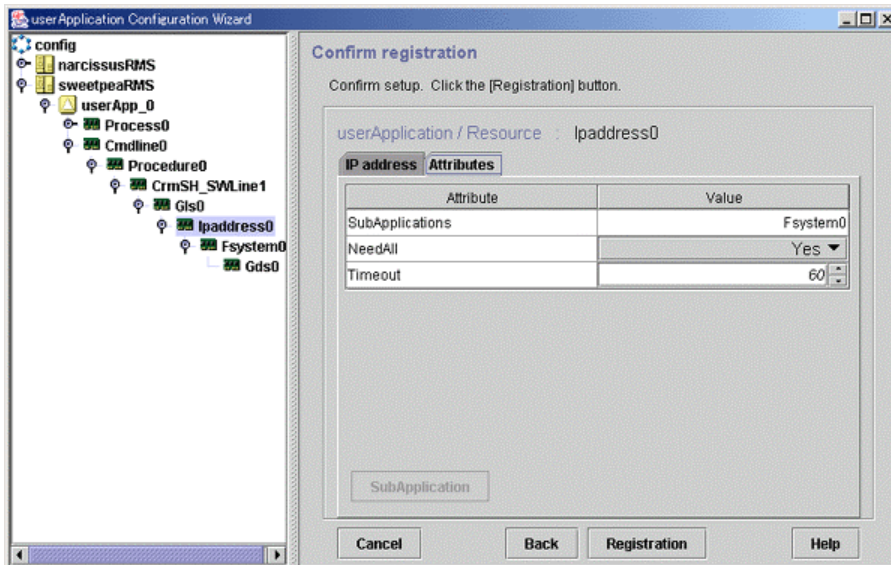 userApplication Configuration Wizard
config
narcissusRMS
sweetpeaRMS
userApp_0
Process0
Cmdline0
Procedure0
CrmSH_SWLine1
Gls0
Ipaddress0
Fsystem0
Gds0
Confirm registration
Confirm setup. Click the [Registration] button.
userApplication / Resource : Ipaddress0
IP address Attributes
Attribute Value
SubApplications Fsystem0
NeedAll Yes
Timeout 60
SubApplication
Cancel Back Registration Help